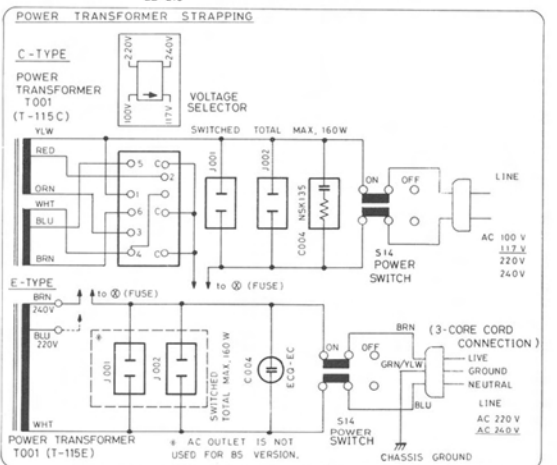 POWER TRANSFORMER STRAPPING
C-TYPE
220V
240V
100V
117V
VOLTAGE
SELECTOR
POWER
TRANSFORMER
T001
(T-115C)
YLW
RED
ORN
WHT
BLU
BRN
5
C
2
1
6
C
3
4
C
SWITCHED TOTAL MAX, 160W
J001
J002
C004 NSK135
ON OFF
S14
POWER
SWITCH
LINE
AC 100 V
117 V
220V
240V
to Ⓧ (FUSE)
to Ⓧ (FUSE)
E-TYPE
BRN
240V
BLU
220V
WHT
POWER TRANSFORMER
T001 (T-115E)
*
J001
J002
SWITCHED
TOTAL MAX, 160W
C004
ECQ-EC
* AC OUTLET IS NOT
USED FOR BS VERSION.
ON OFF
S14
POWER
SWITCH
BRN
GRN/YLW
BLU
(3-CORE CORD
CONNECTION)
LIVE
GROUND
NEUTRAL
LINE
AC 220 V
AC 240 V
CHASSIS GROUND